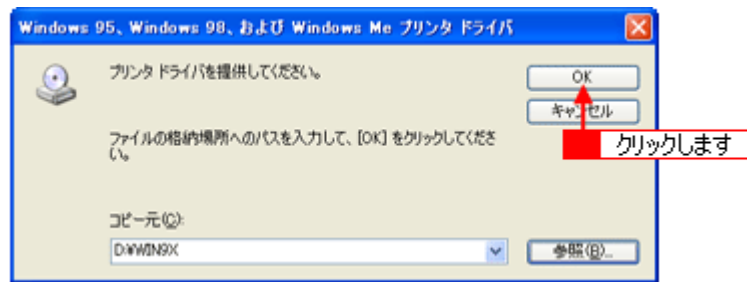 Windows 95、Windows 98、および Windows Me プリンタ ドライバ
プリンタ ドライバを提供してください。
OK
キャンセル
ファイルの格納場所へのパスを入力して、[OK] をクリックしてくださ
い。
クリックします
コピー元(C):
D:¥WIN9X
参照(B)...